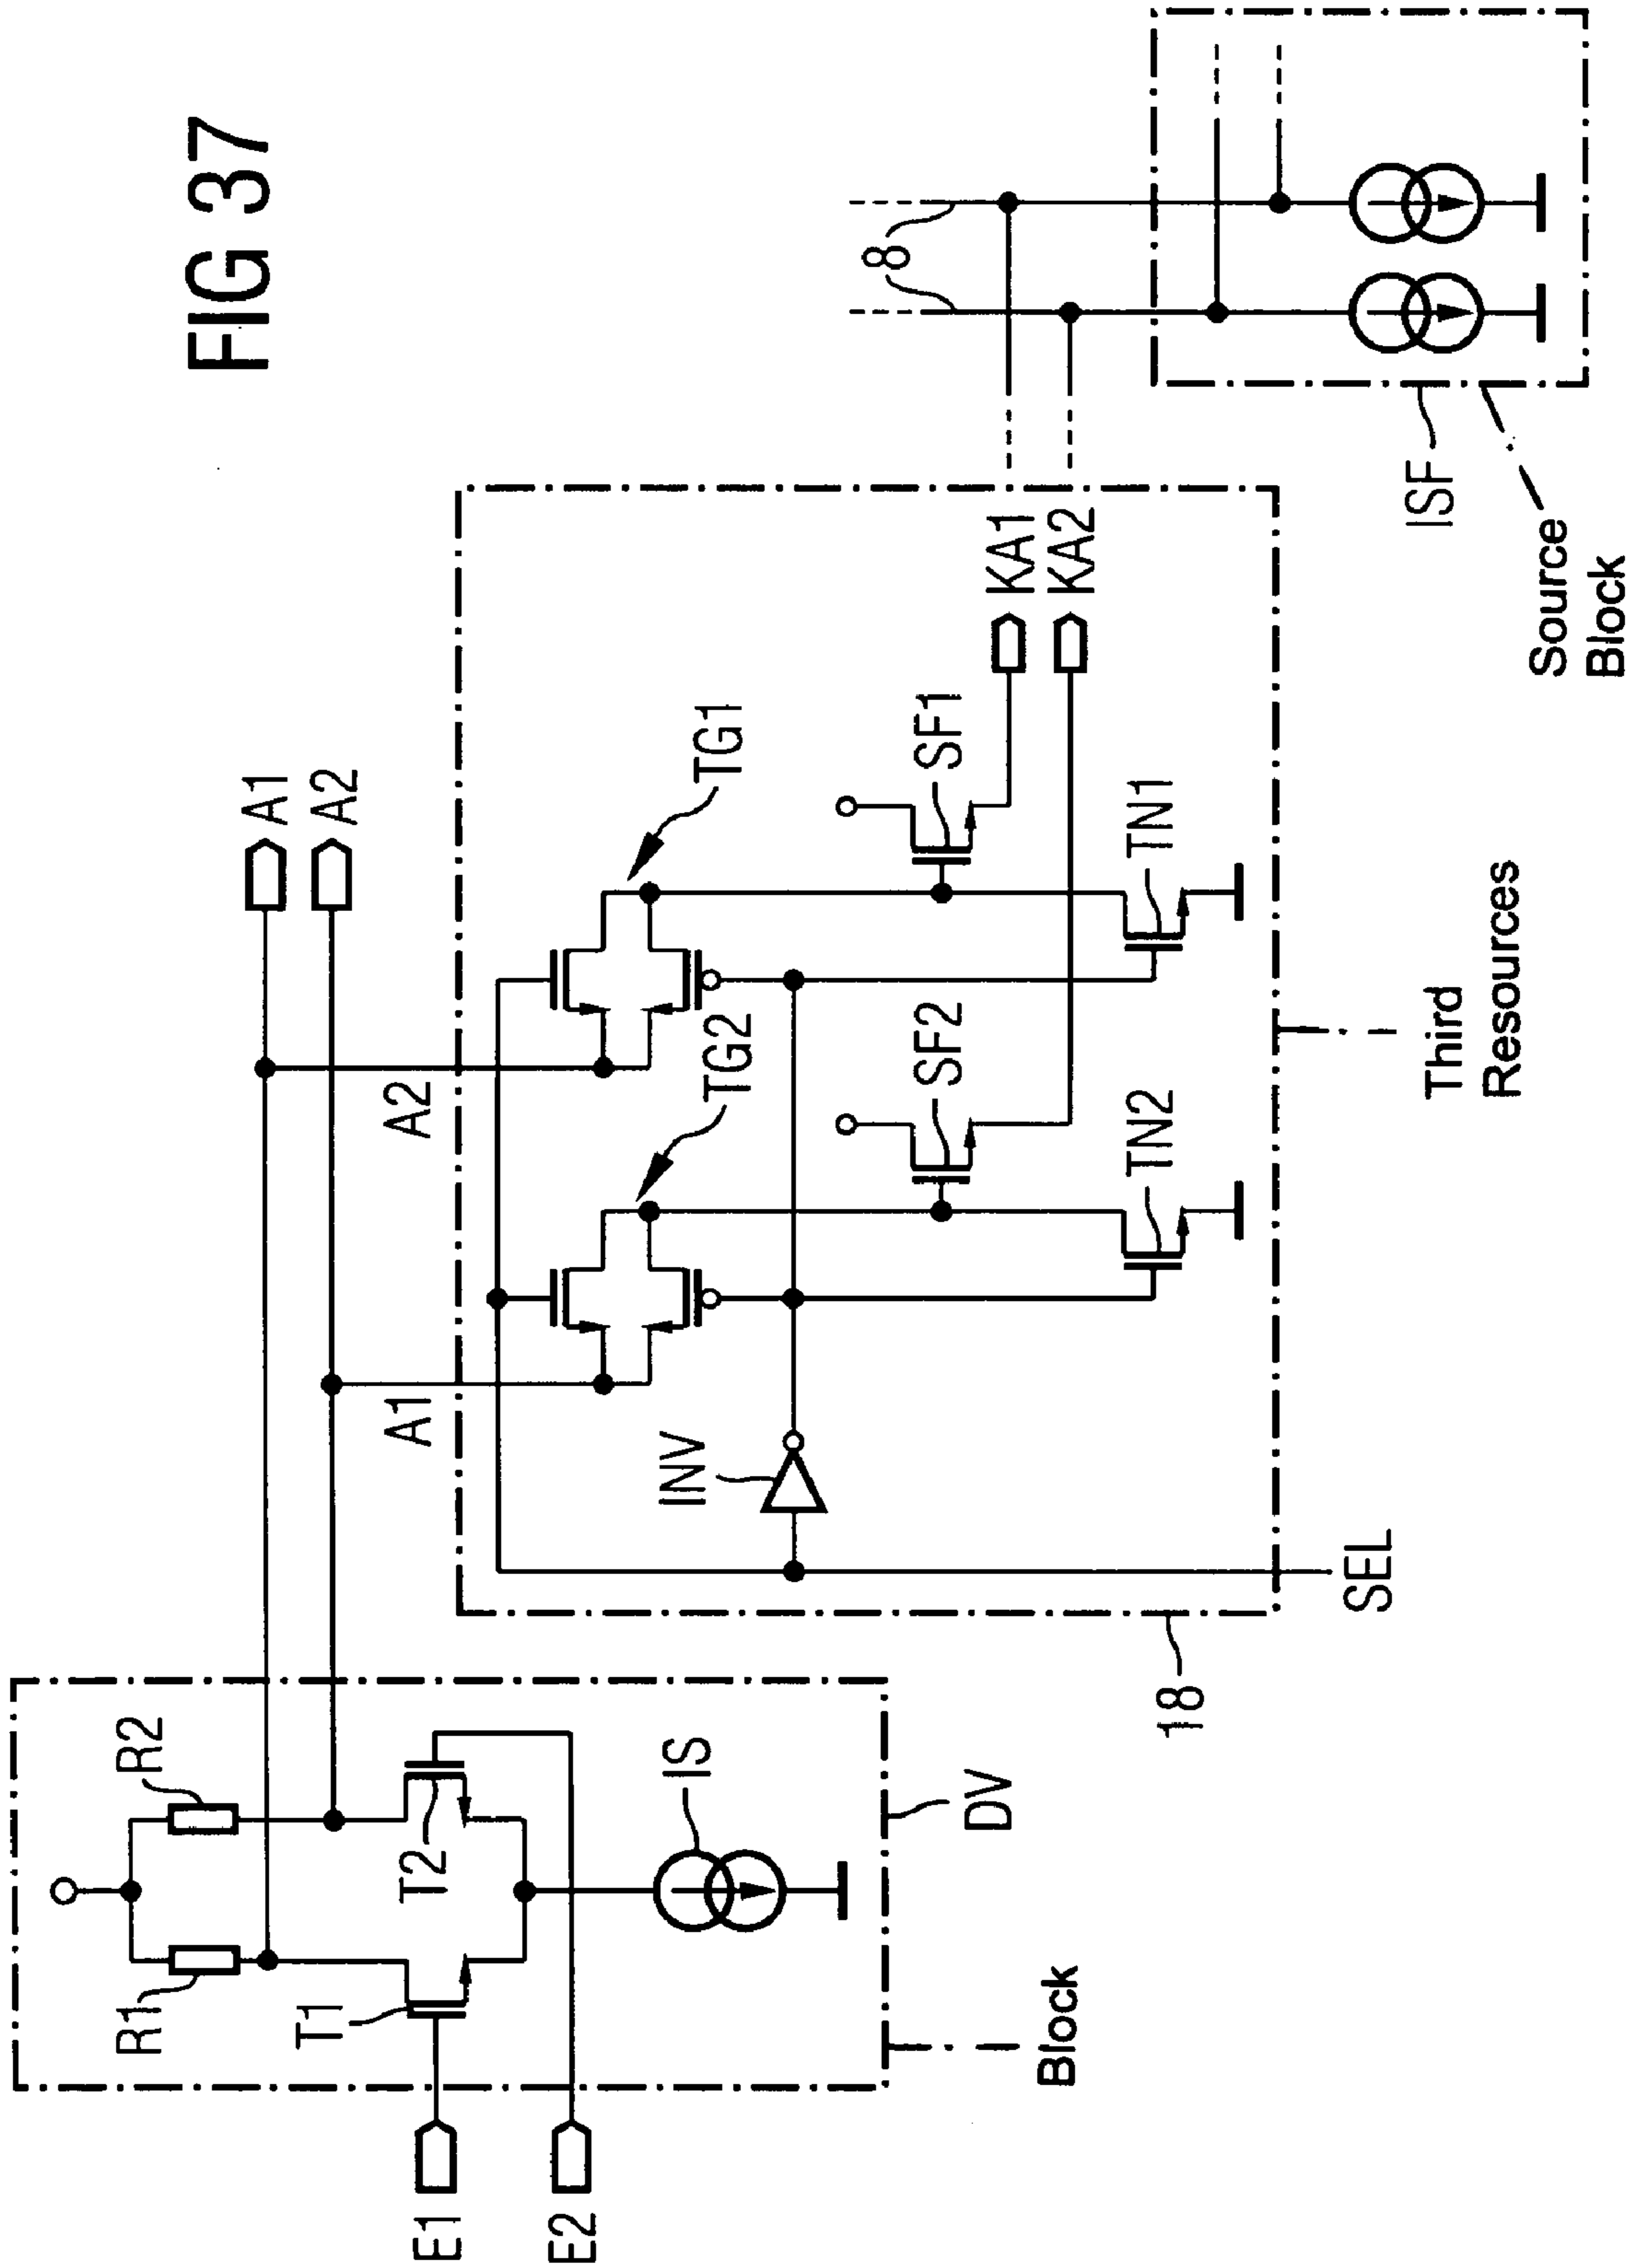 FIG 37
E1
E2
R1
R2
T1
T2
IS
DV
Block
A1
A2
A1
A2
TG2
TG1
INV
SF2
SF1
TN2
TN1
KA1
KA2
SEL
18
Third
Resources
8
ISF
Source
Block